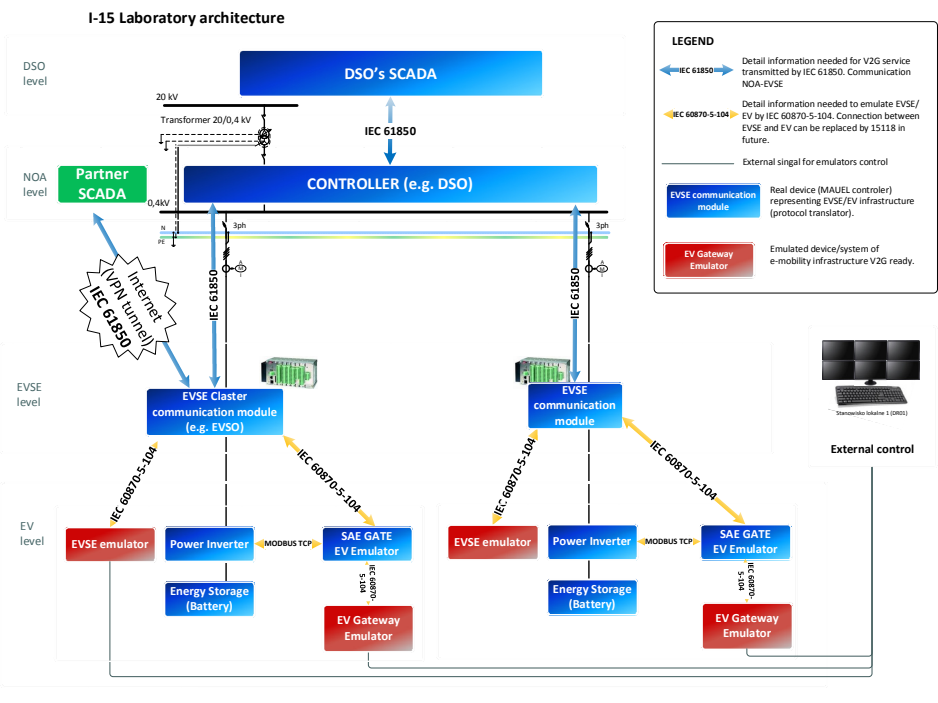 I-15 Laboratory architecture
DSO
level
DSO's SCADA
20 kV
Transformer 20/0,4 kV
IEC 61850
NOA
level
Partner
SCADA
CONTROLLER (e.g. DSO)
0,4kV
N
PE
3ph
A
M
I
3ph
A
M
I
IEC 61850
IEC 61850
Internet
(VPN tunnel)
IEC 61850
LEGEND
IEC 61850
Detail information needed for V2G service
transmitted by IEC 61850. Communication
NOA-EVSE
IEC 60870-5-104
Detail information needed to emulate EVSE/
EV by IEC 60870-5-104. Connection between
EVSE and EV can be replaced by 15118 in
future.
External singal for emulators control
EVSE communication
module
Real device (MAUEL controler)
representing EVSE/EV infrastructure
(protocol translator).
EV Gateway
Emulator
Emulated device/system of
e-mobility infrastructure V2G ready.
EVSE
level
EVSE Claster
communication module
(e.g. EVSO)
EVSE
communication
module
Stanowisko lokalne 1 (DR01)
External control
IEC 60870-5-104
IEC 60870-5-104
IEC 60870-5-104
IEC 60870-5-104
EV
level
EVSE emulator
Power Inverter
MODBUS TCP
SAE GATE
EV Emulator
EVSE emulator
Power Inverter
MODBUS TCP
SAE GATE
EV Emulator
Energy Storage
(Battery)
IEC 60870-
5-104
EV Gateway
Emulator
Energy Storage
(Battery)
IEC 60870-
5-104
EV Gateway
Emulator